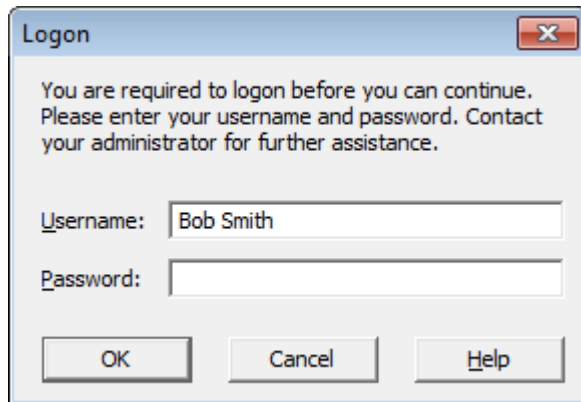 Logon
You are required to logon before you can continue.
Please enter your username and password. Contact
your administrator for further assistance.
Username: Bob Smith
Password:
OK Cancel Help